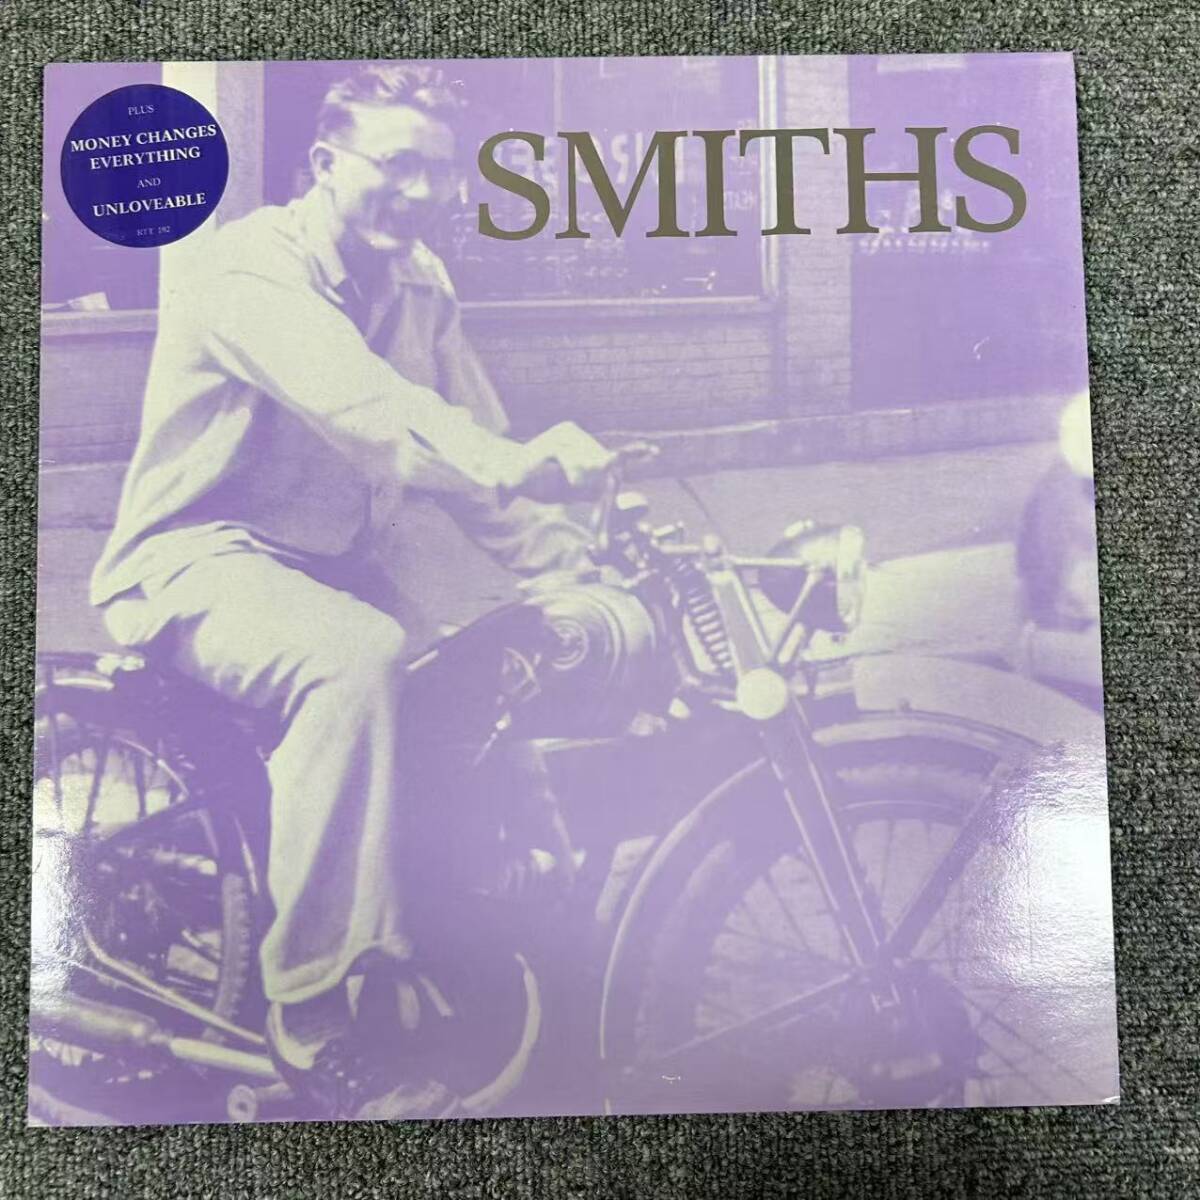 PLUS
MONEY CHANGES
EVERYTHING
AND
UNLOVEABLE
RTT 192
SMITHS